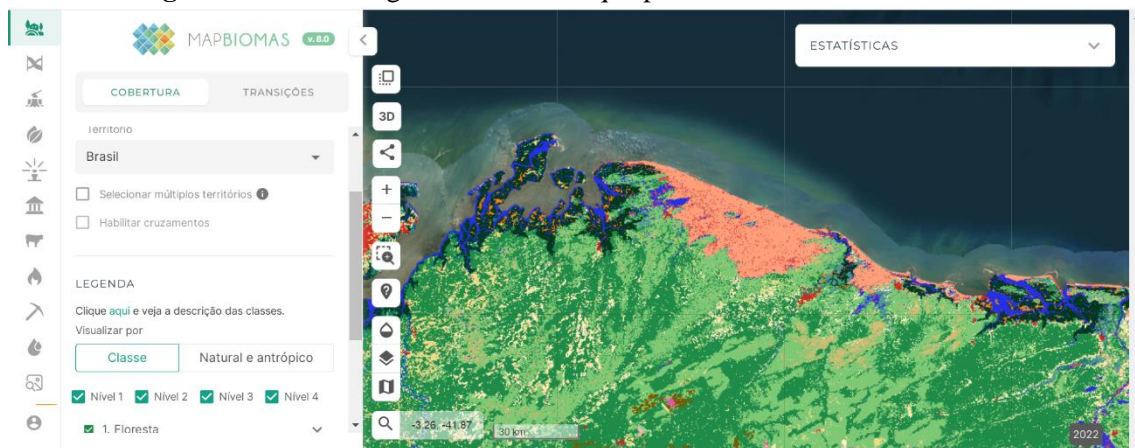 MAPBIOMAS v.8.0
COBERTURA TRANSIÇÕES
Território
Brasil
Selecionar múltiplos territórios
Habilitar cruzamentos
LEGENDA
Clique aqui e veja a descrição das classes.
Visualizar por
Classe Natural e antrópico
Nível 1 Nível 2 Nível 3 Nível 4
1. Floresta
3D
-3.26, -41.87
30 km
ESTATÍSTICAS
2022